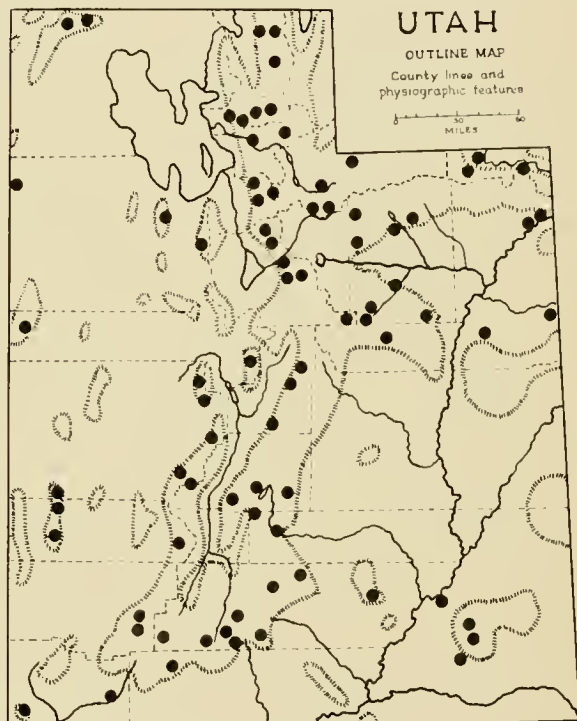 UTAH
OUTLINE MAP
County lines and
physiographic features
0 30 60
MILES